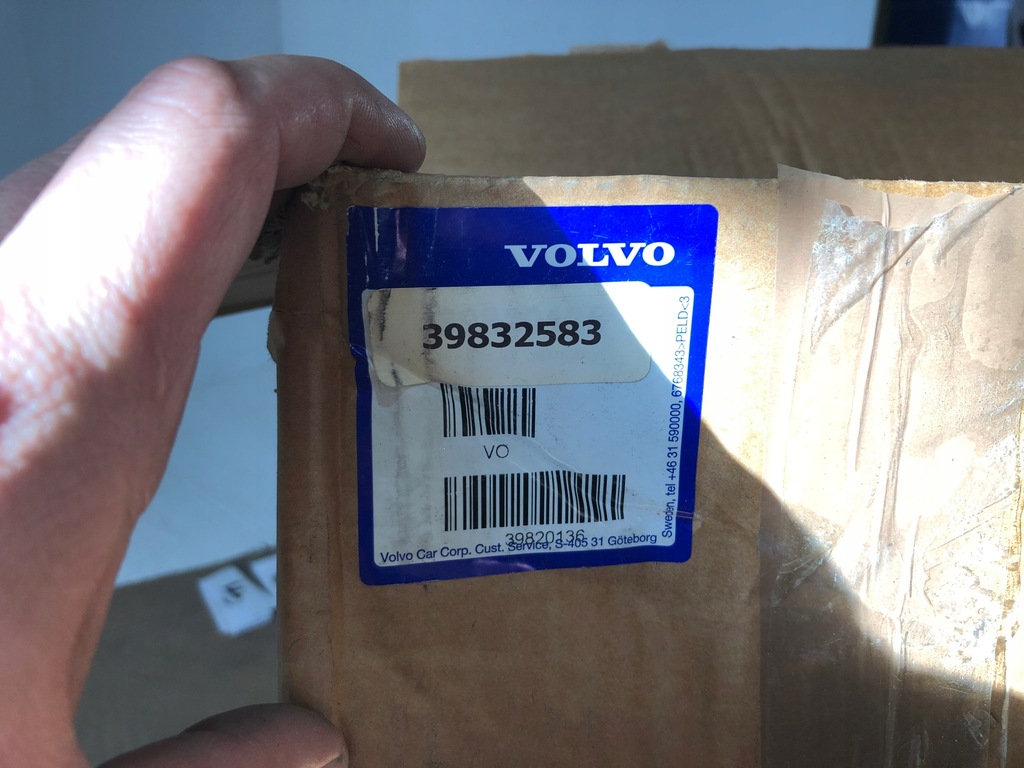 VOLVO
39832583
VO
39820136
Volvo Car Corp. Cust. Service, S-405 31 Göteborg
Sweden, tel +46 31 590000, 6768343>PELD<3